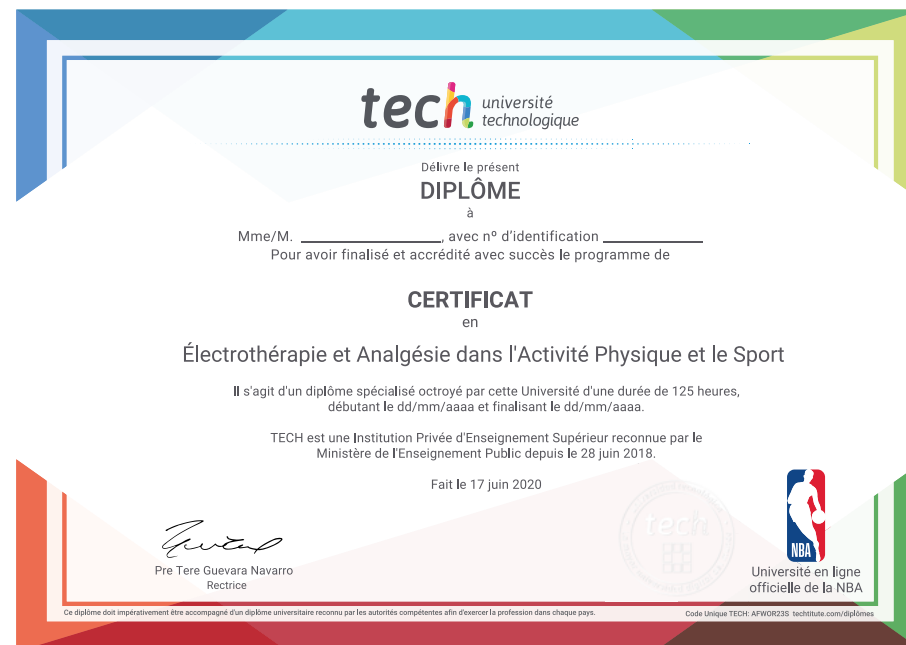 tech université
technologique
Délivre le présent
DIPLÔME
à
Mme/M. ____________________, avec nº d'identification ______________
Pour avoir finalisé et accrédité avec succès le programme de
CERTIFICAT
en
Électrothérapie et Analgésie dans l'Activité Physique et le Sport
Il s'agit d'un diplôme spécialisé octroyé par cette Université d'une durée de 125 heures,
débutant le dd/mm/aaaa et finalisant le dd/mm/aaaa.
TECH est une Institution Privée d'Enseignement Supérieur reconnue par le
Ministère de l'Enseignement Public depuis le 28 juin 2018.
Fait le 17 juin 2020
tech
Pre Tere Guevara Navarro
Rectrice
NBA
Université en ligne
officielle de la NBA
Ce diplôme doit impérativement être accompagné d'un diplôme universitaire reconnu par les autorités compétentes afin d'exercer la profession dans chaque pays.
Code Unique TECH: AFWOR23S techtitute.com/diplômes